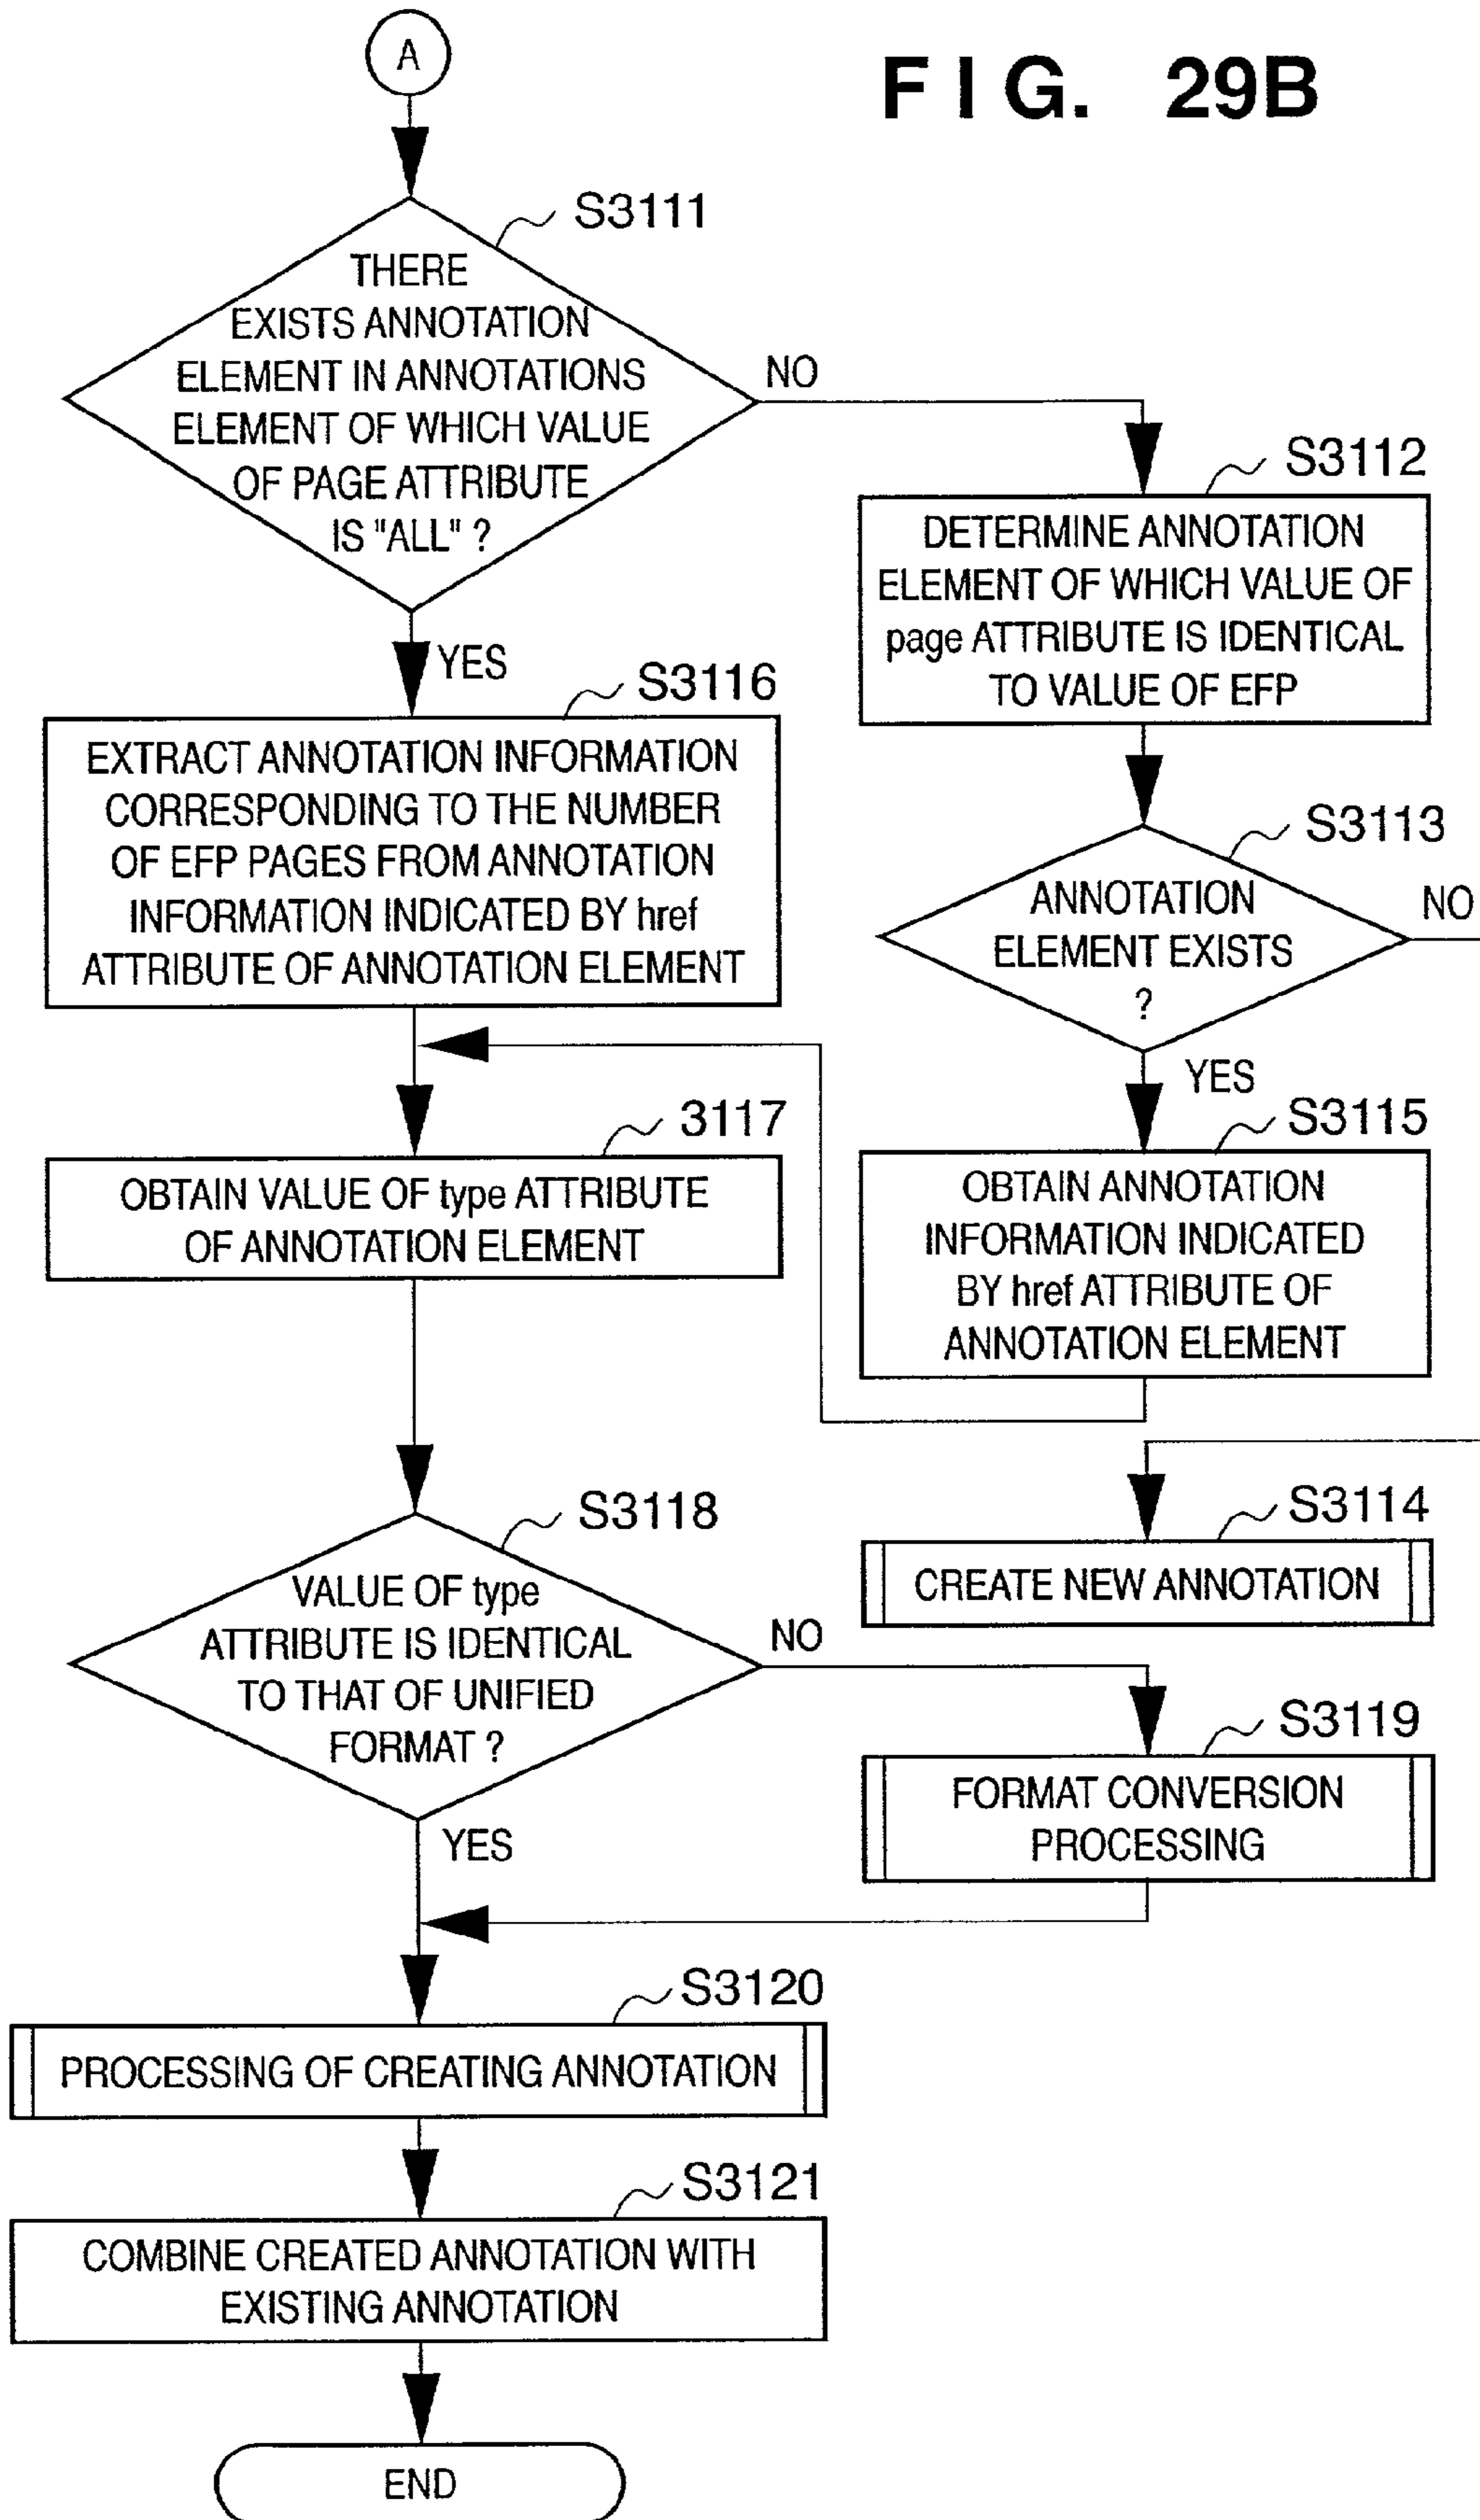 A
FIG. 29B
S3111
THERE
EXISTS ANNOTATION
ELEMENT IN ANNOTATIONS
ELEMENT OF WHICH VALUE
OF PAGE ATTRIBUTE
IS "ALL" ?
NO
YES
S3112
DETERMINE ANNOTATION
ELEMENT OF WHICH VALUE OF
page ATTRIBUTE IS IDENTICAL
TO VALUE OF EFP
S3116
EXTRACT ANNOTATION INFORMATION
CORRESPONDING TO THE NUMBER
OF EFP PAGES FROM ANNOTATION
INFORMATION INDICATED BY href
ATTRIBUTE OF ANNOTATION ELEMENT
S3113
ANNOTATION
ELEMENT EXISTS
?
NO
YES
3117
OBTAIN VALUE OF type ATTRIBUTE
OF ANNOTATION ELEMENT
S3115
OBTAIN ANNOTATION
INFORMATION INDICATED
BY href ATTRIBUTE OF
ANNOTATION ELEMENT
S3114
CREATE NEW ANNOTATION
S3118
VALUE OF type
ATTRIBUTE IS IDENTICAL
TO THAT OF UNIFIED
FORMAT ?
NO
YES
S3119
FORMAT CONVERSION
PROCESSING
S3120
PROCESSING OF CREATING ANNOTATION
S3121
COMBINE CREATED ANNOTATION WITH
EXISTING ANNOTATION
END